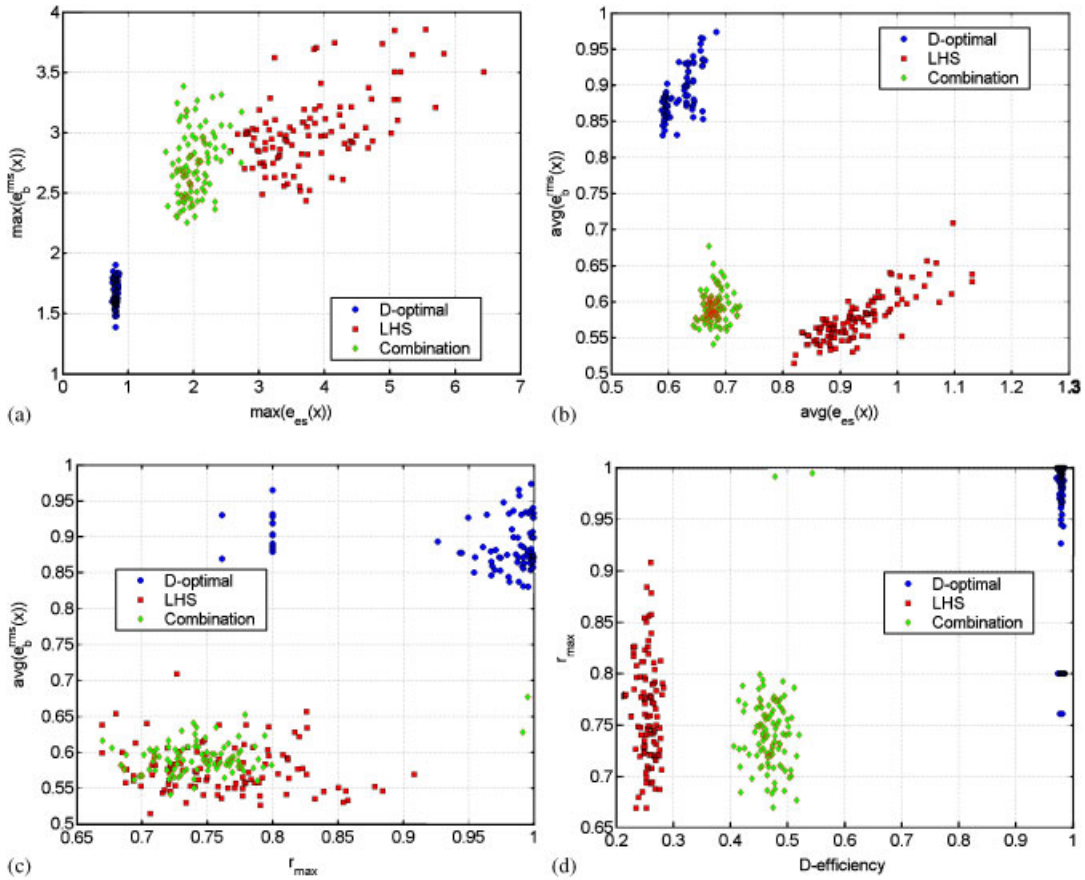 4
3.5
3
2.5
2
1.5
1
max(e_b^rms(x))
D-optimal
LHS
Combination
0 1 2 3 4 5 6 7
(a)
max(e_es(x))
1
0.95
0.9
0.85
0.8
0.75
0.7
0.65
0.6
0.55
0.5
avg(e_b^rms(x))
D-optimal
LHS
Combination
0.5 0.6 0.7 0.8 0.9 1 1.1 1.2 1.3
(b)
avg(e_es(x))
1
0.95
0.9
0.85
0.8
0.75
0.7
0.65
0.6
0.55
0.5
avg(e_b^rms(x))
D-optimal
LHS
Combination
0.65 0.7 0.75 0.8 0.85 0.9 0.95 1
(c)
r_max
1
0.95
0.9
0.85
0.8
0.75
0.7
0.65
r_max
D-optimal
LHS
Combination
0.2 0.3 0.4 0.5 0.6 0.7 0.8 0.9 1
(d)
D-efficiency